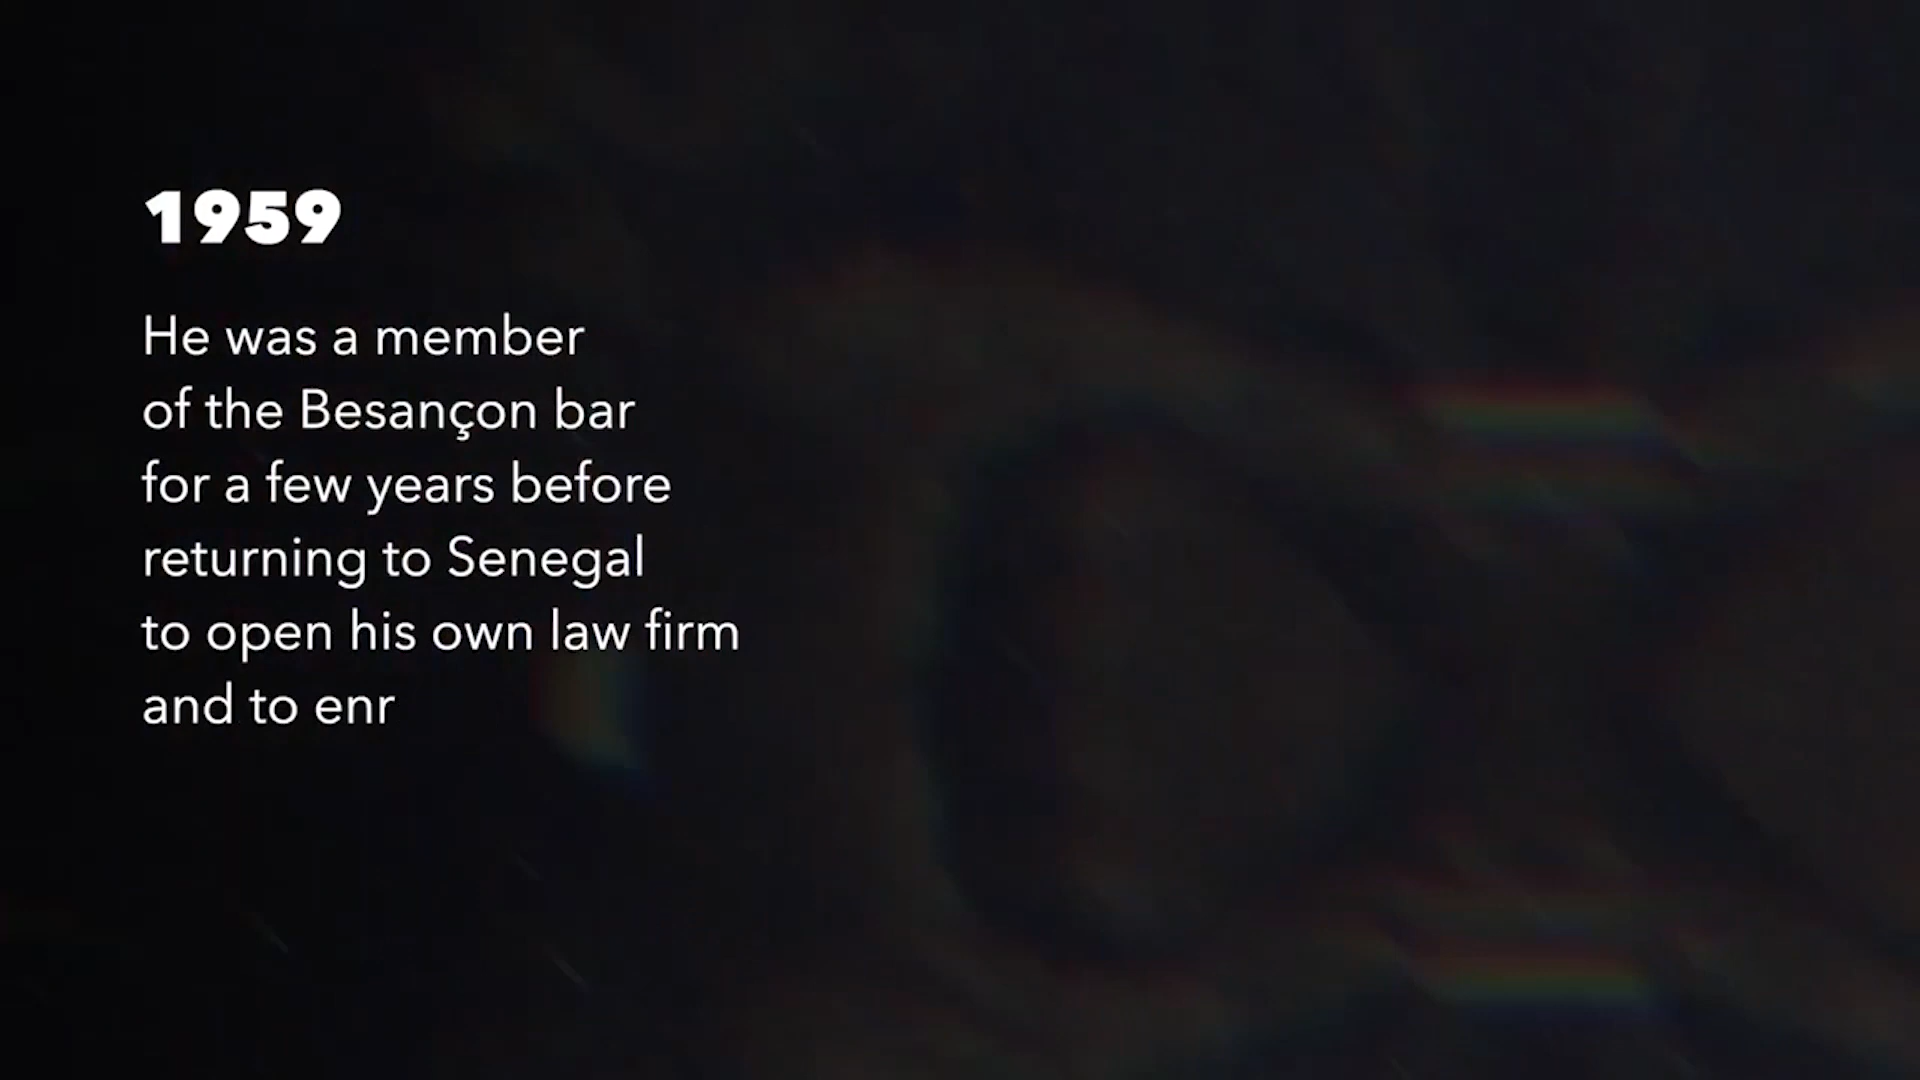 1959
He was a member
of the Besançon bar
for a few years before
returning to Senegal
to open his own law firm
and to enr